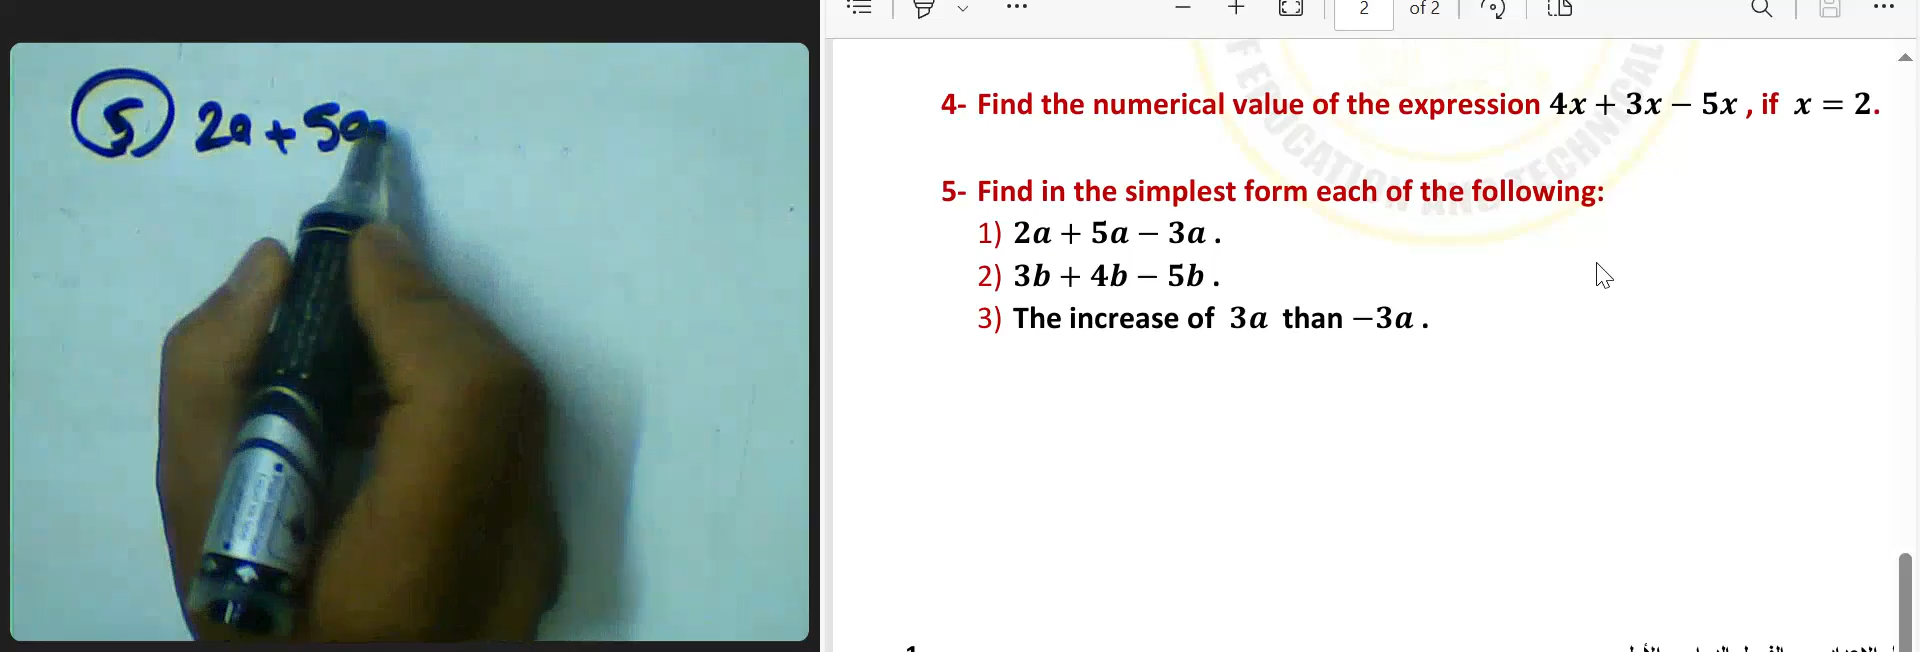 ⑤ 2a + 5a
2 of 2
4- Find the numerical value of the expression 4x + 3x − 5x , if x = 2.
5- Find in the simplest form each of the following:
1) 2a + 5a − 3a .
2) 3b + 4b − 5b .
3) The increase of 3a than −3a .